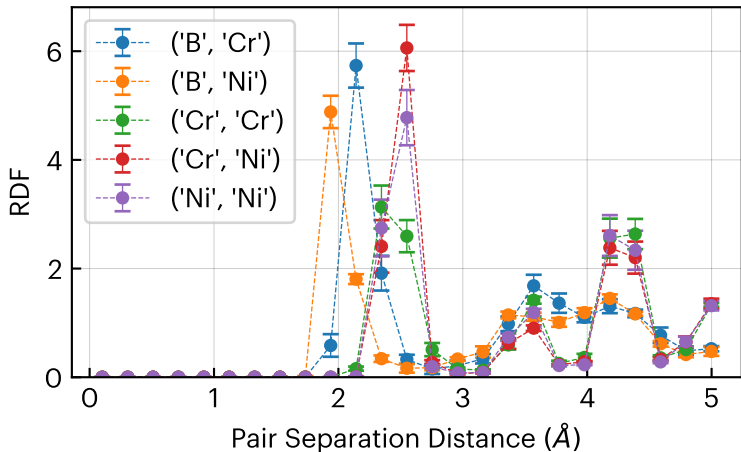 ('B', 'Cr')
('B', 'Ni')
('Cr', 'Cr')
('Cr', 'Ni')
('Ni', 'Ni')
RDF
6
4
2
0
0 1 2 3 4 5
Pair Separation Distance (Å)